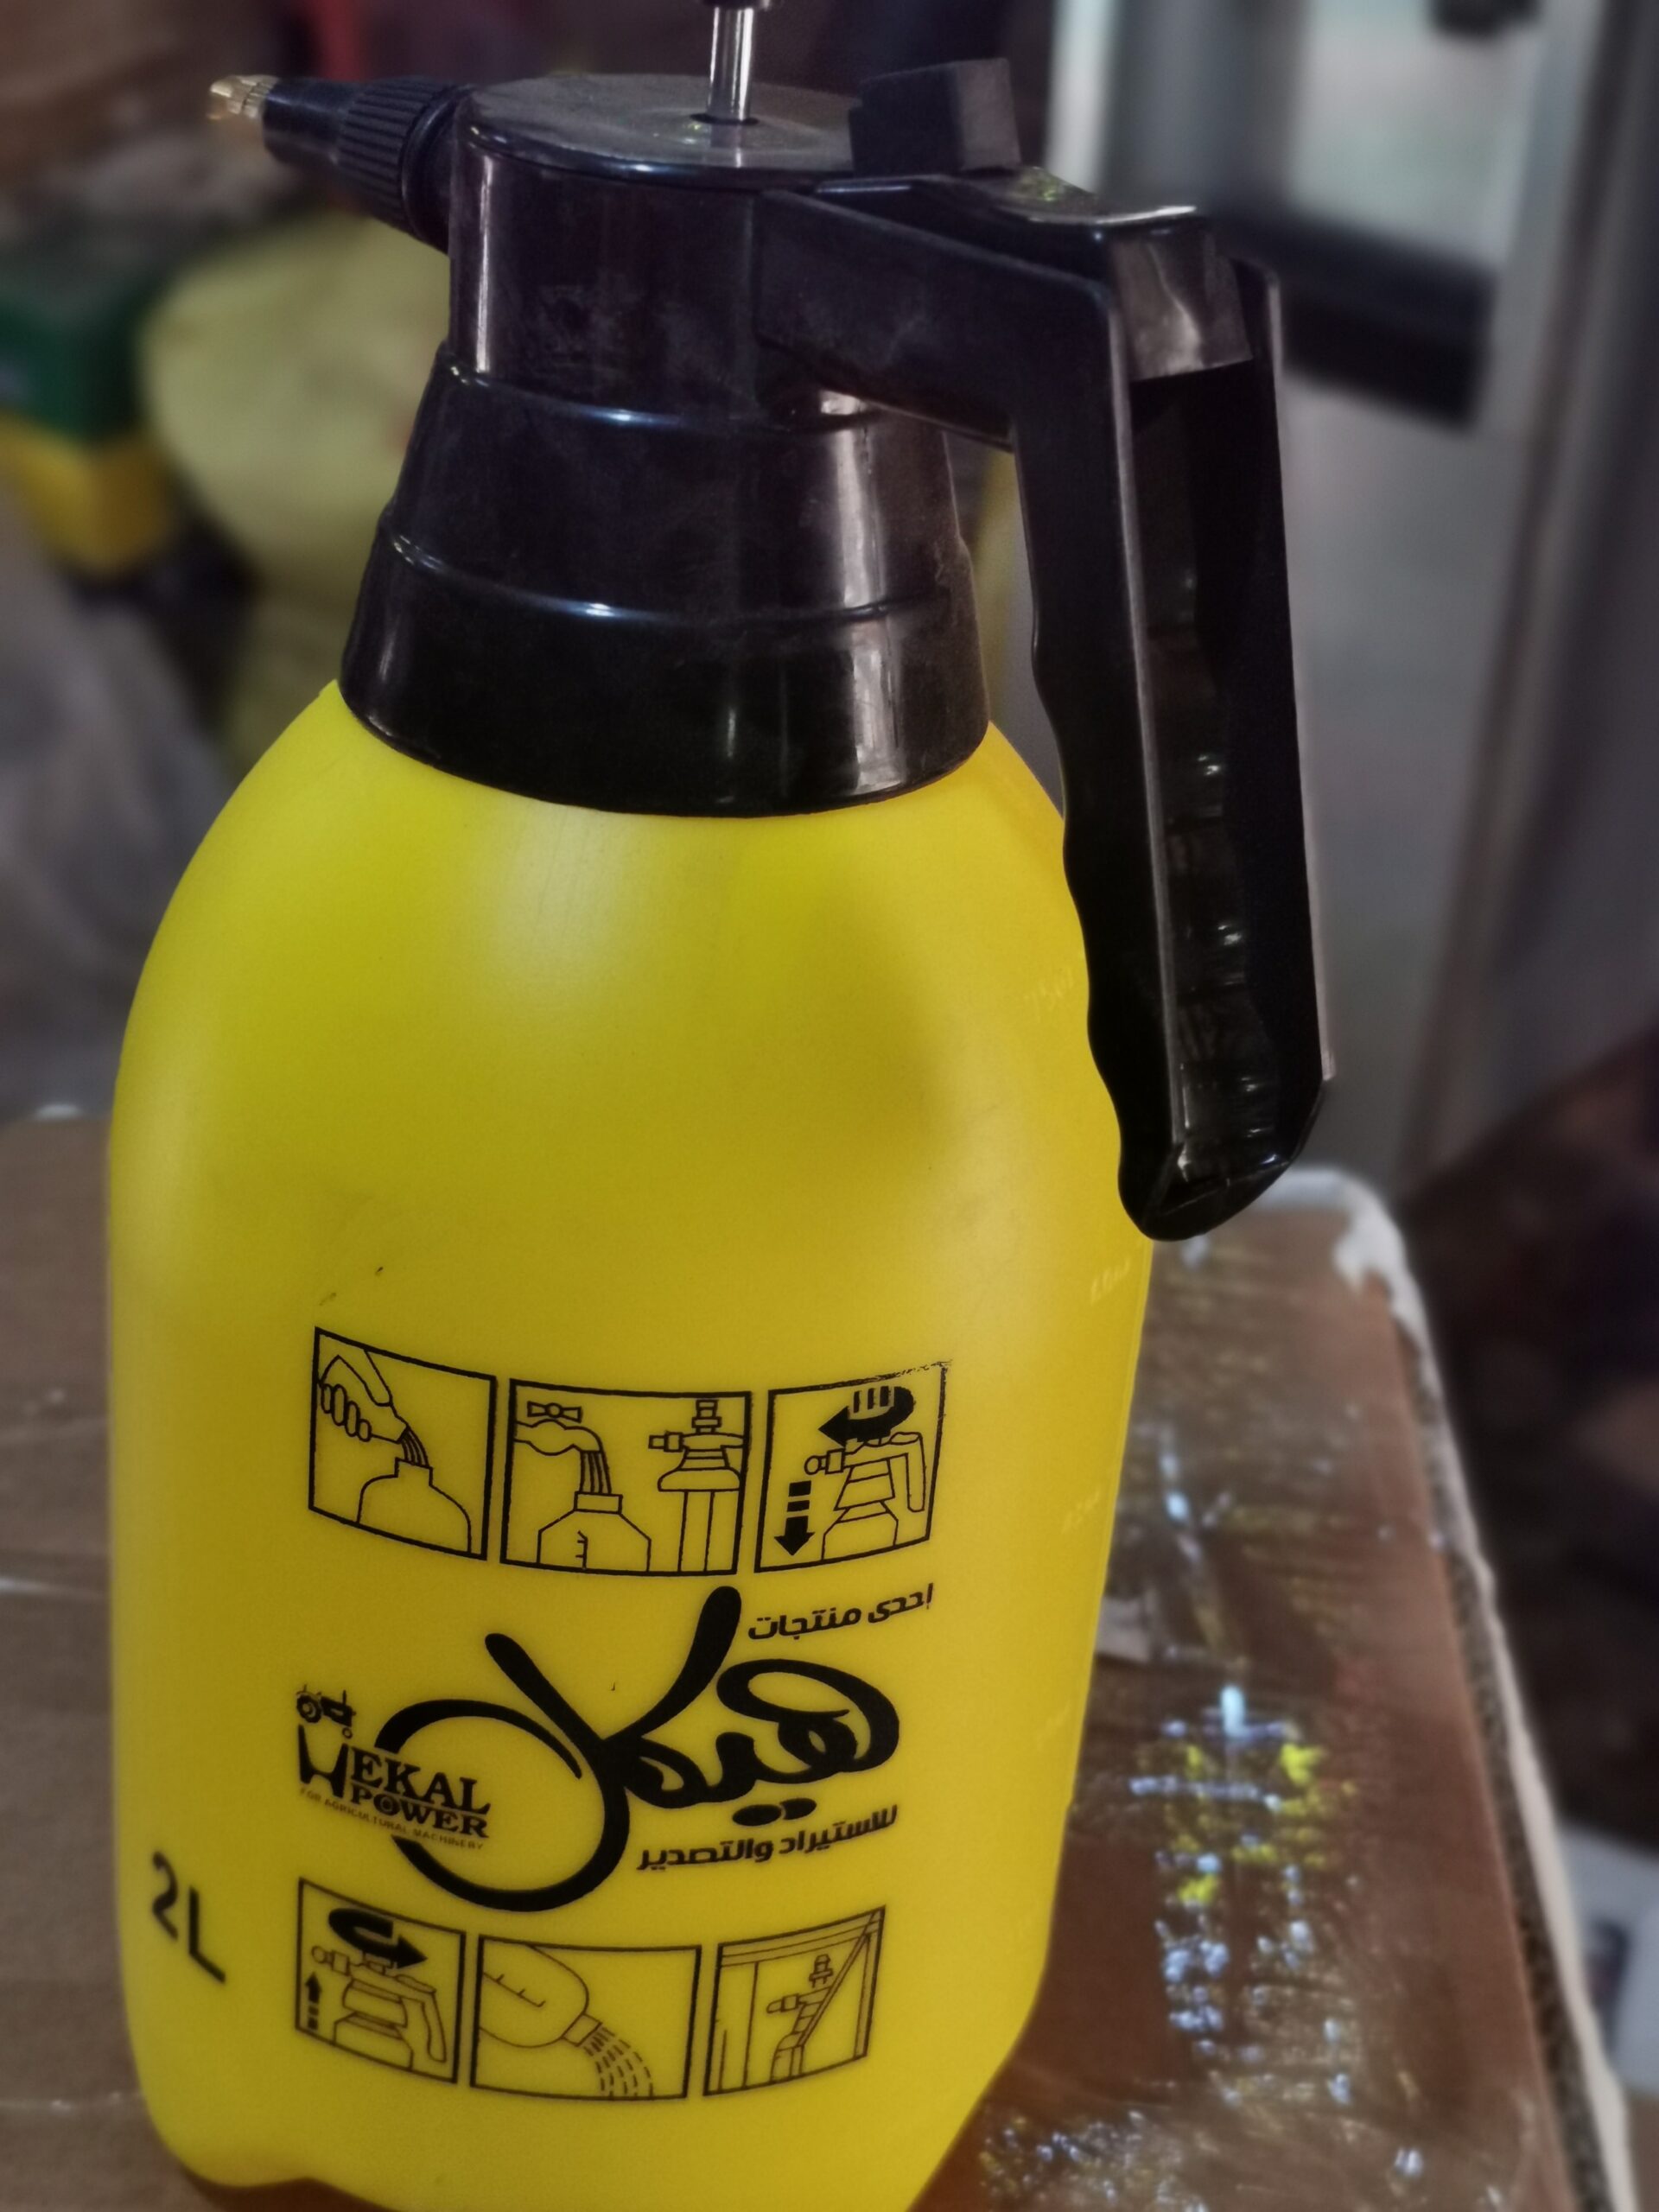 إحدى منتجات
هيكل
HEKAL
POWER
FOR AGRICULTURAL MACHINERY
للاستيراد والتصدير
2L